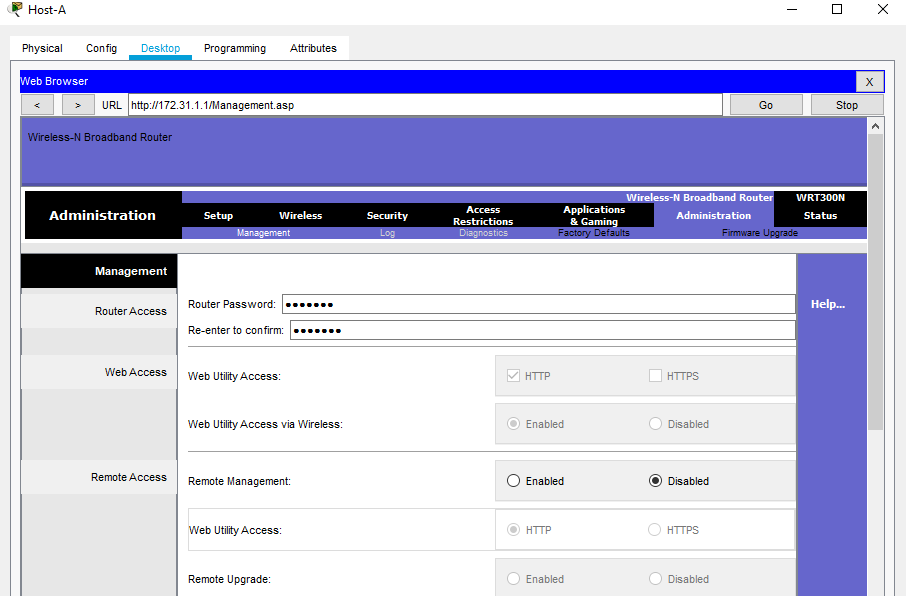 Host-A
Physical Config Desktop Programming Attributes
Web Browser X
< > URL http://172.31.1.1/Management.asp Go Stop
Wireless-N Broadband Router
Wireless-N Broadband Router WRT300N
Administration Setup Wireless Security Access Restrictions Applications & Gaming Administration Status
Management Log Diagnostics Factory Defaults Firmware Upgrade
Management
Help...
Router Access
Router Password: •••••••
Re-enter to confirm: •••••••
Web Access
Web Utility Access: HTTP HTTPS
Web Utility Access via Wireless: Enabled Disabled
Remote Access
Remote Management: Enabled Disabled
Web Utility Access: HTTP HTTPS
Remote Upgrade: Enabled Disabled